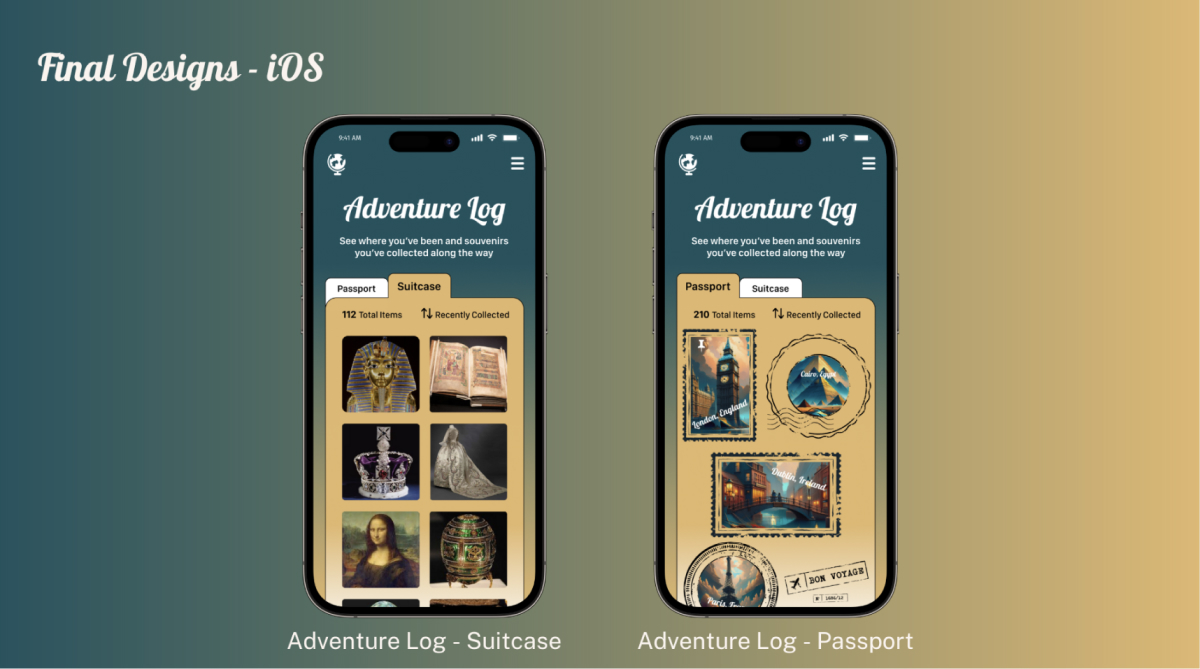 Final Designs - iOS
9:41 AM
Adventure Log
See where you've been and souvenirs
you've collected along the way
Passport
Suitcase
112 Total Items
Recently Collected
Adventure Log - Suitcase
9:41 AM
Adventure Log
See where you've been and souvenirs
you've collected along the way
Passport
Suitcase
210 Total Items
Recently Collected
London, England
Cairo, Egypt
Dublin, Ireland
BON VOYAGE
Adventure Log - Passport